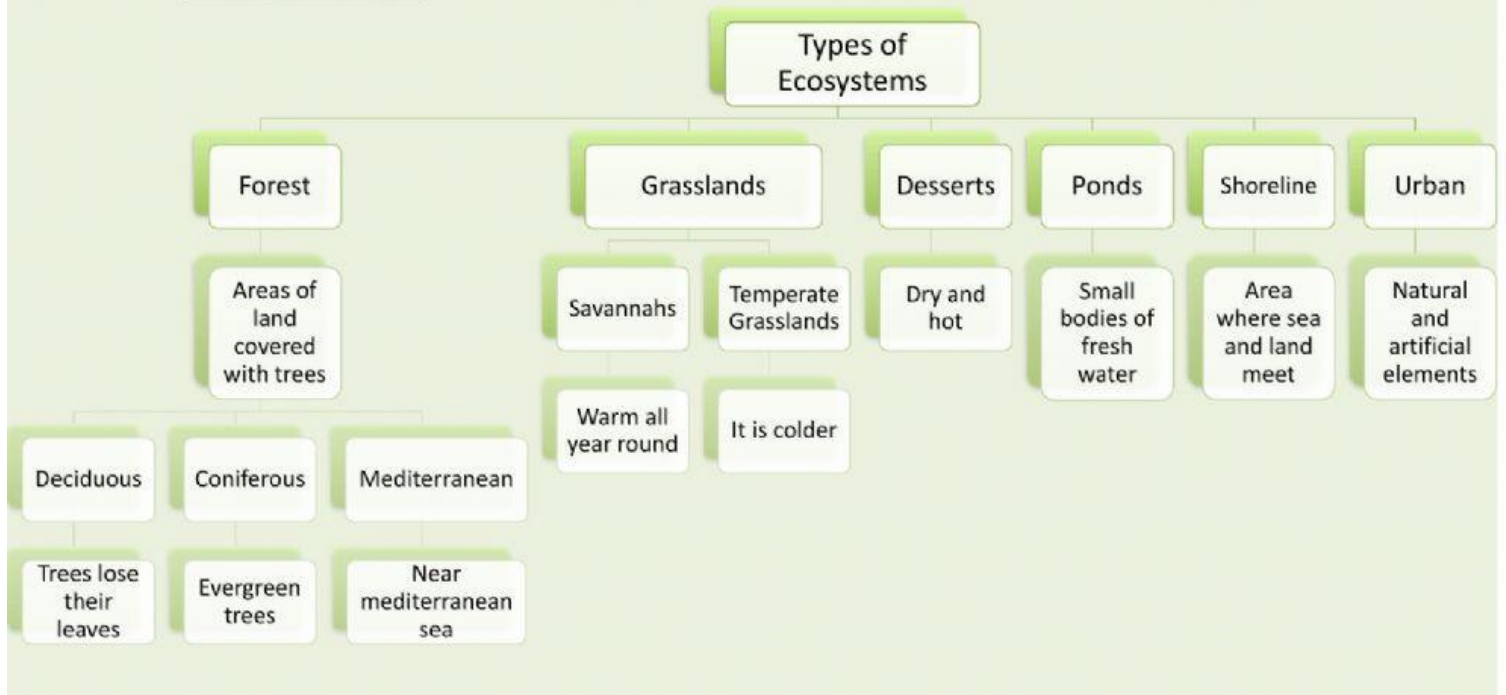 Types of
Ecosystems
Forest
Grasslands
Desserts
Ponds
Shoreline
Urban
Areas of
land
covered
with trees
Savannahs
Temperate
Grasslands
Dry and
hot
Small
bodies of
fresh
water
Area
where sea
and land
meet
Natural
and
artificial
elements
Warm all
year round
It is colder
Deciduous
Coniferous
Mediterranean
Trees lose
their
leaves
Evergreen
trees
Near
mediterranean
sea